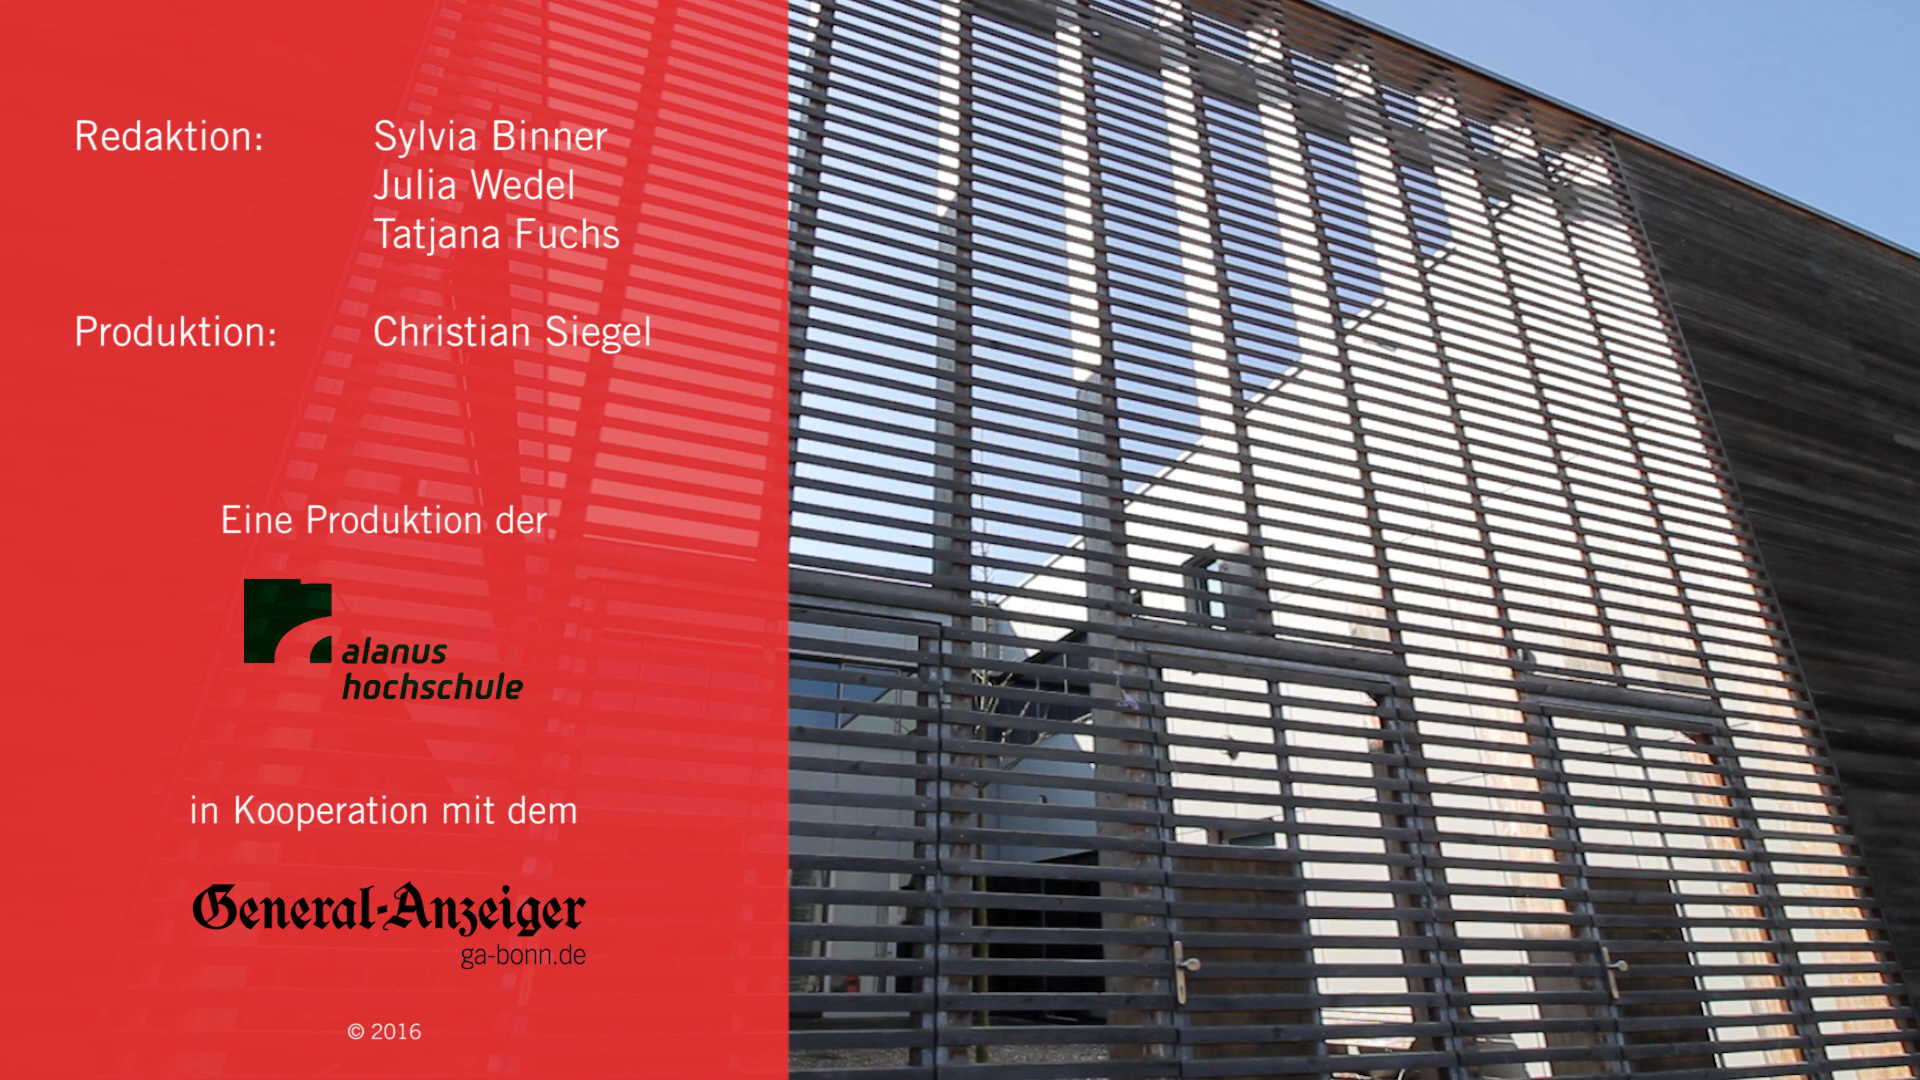 Redaktion: Sylvia Binner
Julia Wedel
Tatjana Fuchs
Produktion: Christian Siegel
Eine Produktion der
alanus
hochschule
in Kooperation mit dem
General-Anzeiger
ga-bonn.de
© 2016